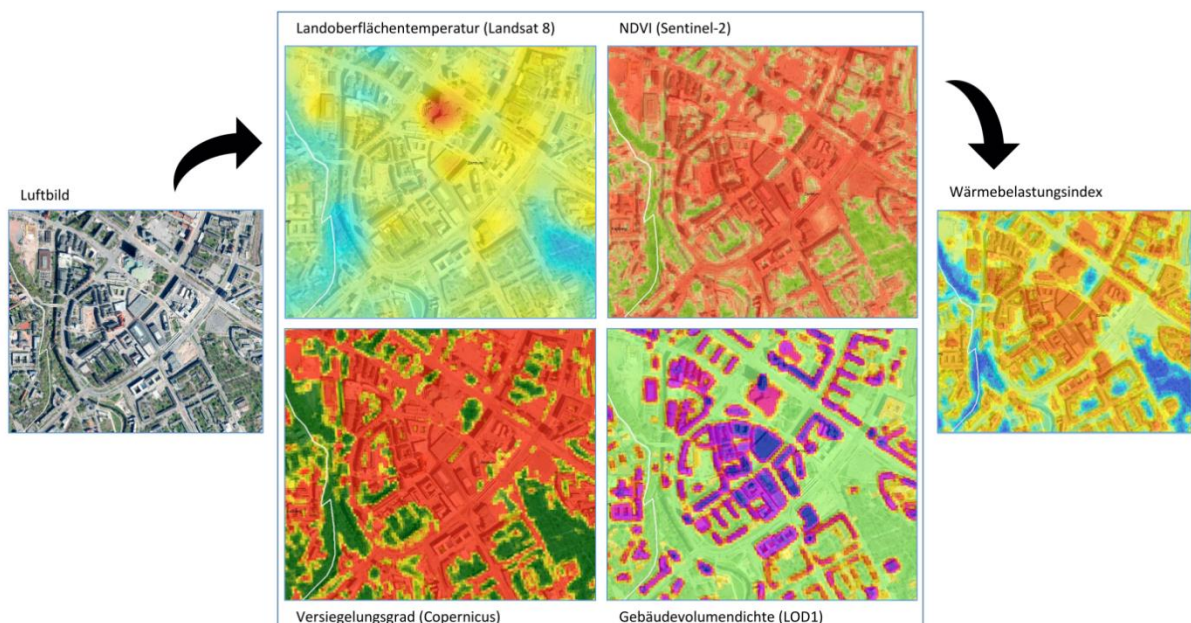 Landoberflächentemperatur (Landsat 8)
NDVI (Sentinel-2)
Luftbild
Wärmebelastungsindex
Versiegelungsgrad (Copernicus)
Gebäudevolumendichte (LOD1)